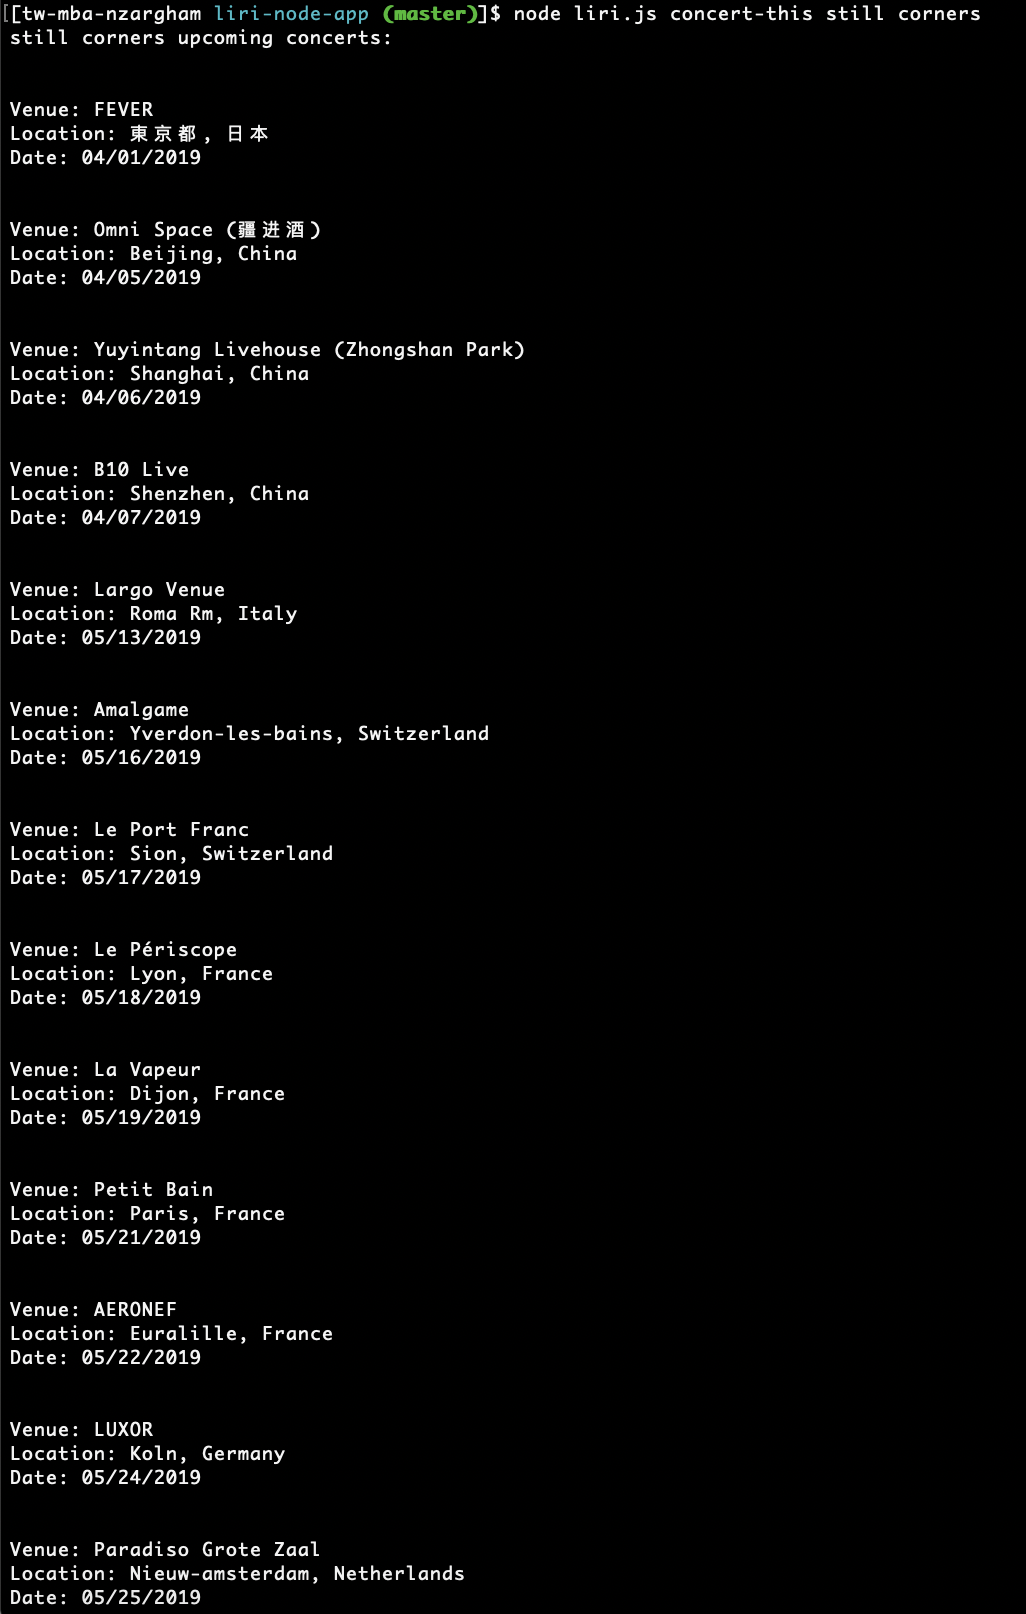 [[tw-mba-nzargham liri-node-app (master)]$ node liri.js concert-this still corners
still corners upcoming concerts:
Venue: FEVER
Location: 東京都, 日本
Date: 04/01/2019
Venue: Omni Space (疆进酒)
Location: Beijing, China
Date: 04/05/2019
Venue: Yuyintang Livehouse (Zhongshan Park)
Location: Shanghai, China
Date: 04/06/2019
Venue: B10 Live
Location: Shenzhen, China
Date: 04/07/2019
Venue: Largo Venue
Location: Roma Rm, Italy
Date: 05/13/2019
Venue: Amalgame
Location: Yverdon-les-bains, Switzerland
Date: 05/16/2019
Venue: Le Port Franc
Location: Sion, Switzerland
Date: 05/17/2019
Venue: Le Périscope
Location: Lyon, France
Date: 05/18/2019
Venue: La Vapeur
Location: Dijon, France
Date: 05/19/2019
Venue: Petit Bain
Location: Paris, France
Date: 05/21/2019
Venue: AERONEF
Location: Euralille, France
Date: 05/22/2019
Venue: LUXOR
Location: Koln, Germany
Date: 05/24/2019
Venue: Paradiso Grote Zaal
Location: Nieuw-amsterdam, Netherlands
Date: 05/25/2019